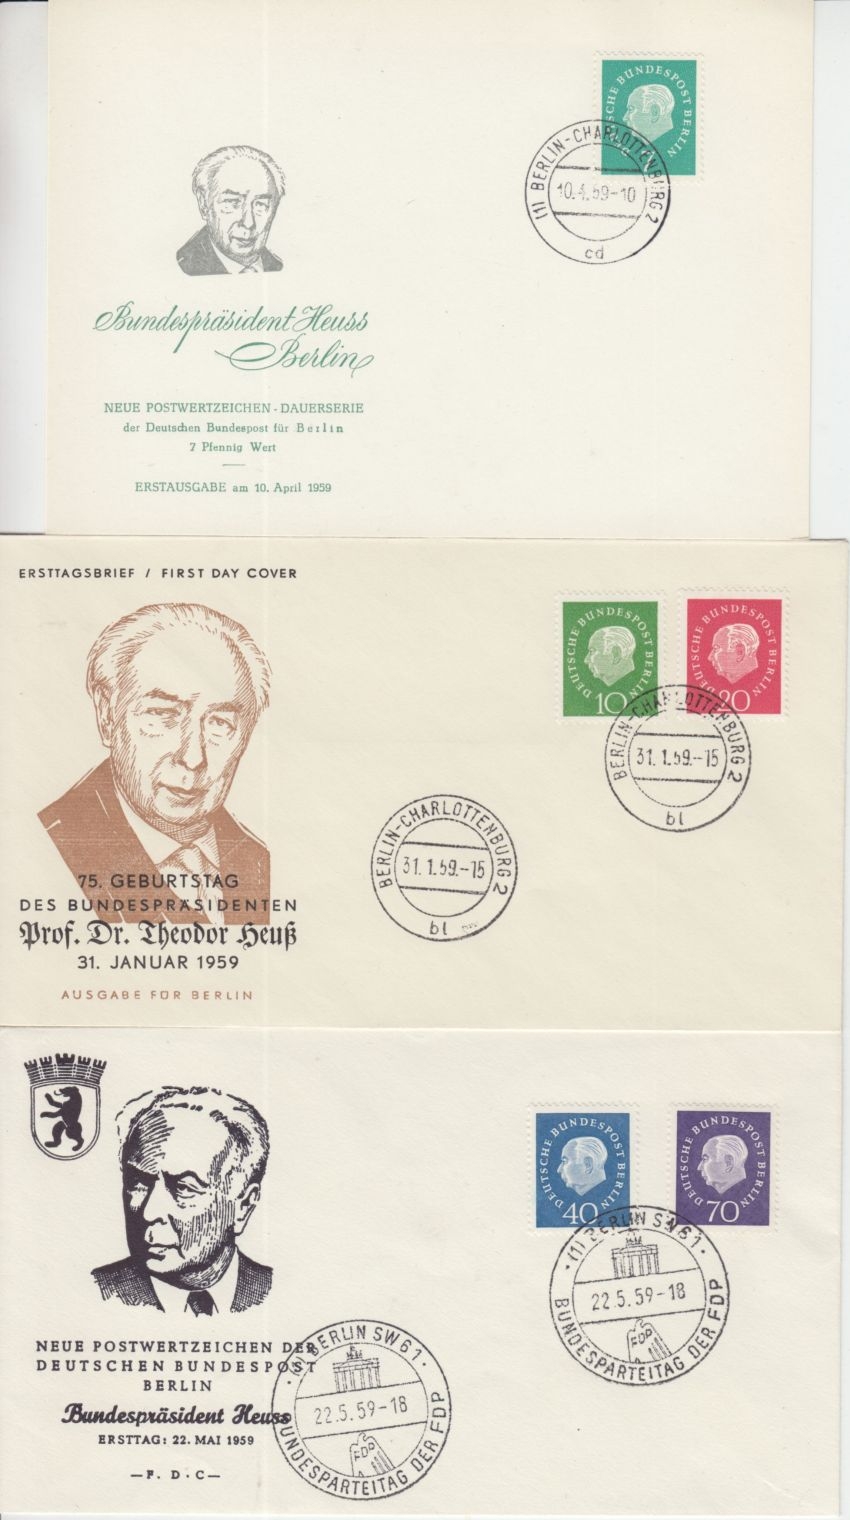 DEUTSCHE BUNDESPOST BERLIN
(1) BERLIN-CHARLOTTENBURG 2
10.4.59-10
cd
Bundespräsident Heuss
Berlin
NEUE POSTWERTZEICHEN - DAUERSERIE
der Deutschen Bundespost für Berlin
7 Pfennig Wert
ERSTAUSGABE am 10. April 1959
ERSTTAGSBRIEF / FIRST DAY COVER
DEUTSCHE BUNDESPOST BERLIN
10
DEUTSCHE BUNDESPOST BERLIN
20
BERLIN-CHARLOTTENBURG 2
31.1.59.-15
bl
BERLIN-CHARLOTTENBURG 2
31.1.59.-15
bl
75. GEBURTSTAG
DES BUNDESPRÄSIDENTEN
Prof. Dr. Theodor Heuß
31. JANUAR 1959
AUSGABE FÜR BERLIN
DEUTSCHE BUNDESPOST BERLIN
40
DEUTSCHE BUNDESPOST BERLIN
70
(1) BERLIN SW 61
22.5.59-18
FDP
BUNDESPARTEITAG DER FDP
NEUE POSTWERTZEICHEN DER
DEUTSCHEN BUNDESPOST
BERLIN
Bundespräsident Heuss
ERSTTAG: 22. MAI 1959
—F. D. C—
(1) BERLIN SW 61
22.5.59-18
FDP
BUNDESPARTEITAG DER FDP